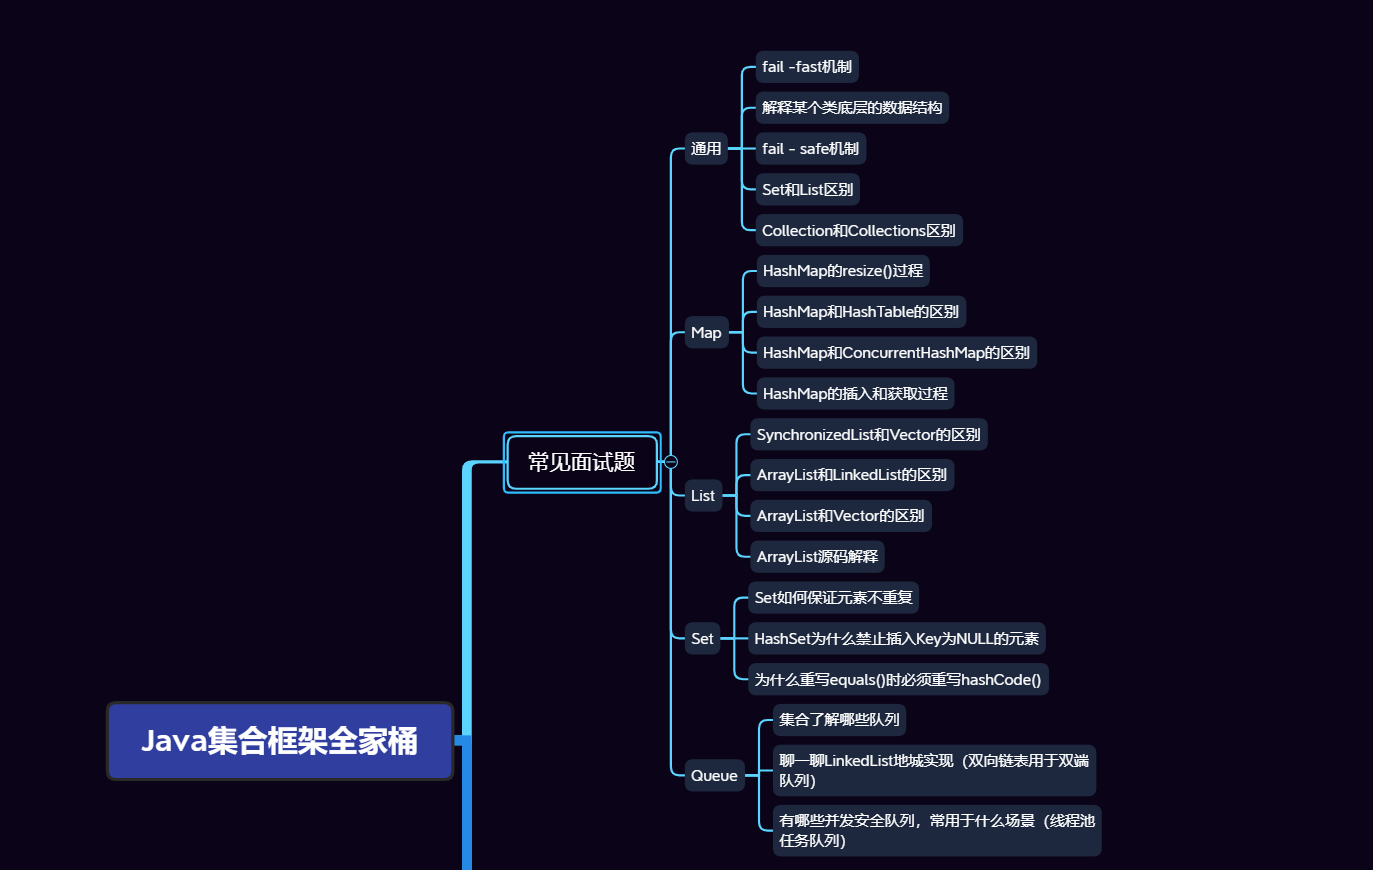 fail -fast机制
解释某个类底层的数据结构
通用
fail - safe机制
Set和List区别
Collection和Collections区别
HashMap的resize()过程
HashMap和HashTable的区别
Map
HashMap和ConcurrentHashMap的区别
HashMap的插入和获取过程
SynchronizedList和Vector的区别
常见面试题
ArrayList和LinkedList的区别
List
ArrayList和Vector的区别
ArrayList源码解释
Set如何保证元素不重复
Set
HashSet为什么禁止插入Key为NULL的元素
为什么重写equals()时必须重写hashCode()
Java集合框架全家桶
集合了解哪些队列
Queue
聊一聊LinkedList地城实现（双向链表用于双端
队列）
有哪些并发安全队列，常用于什么场景（线程池
任务队列）